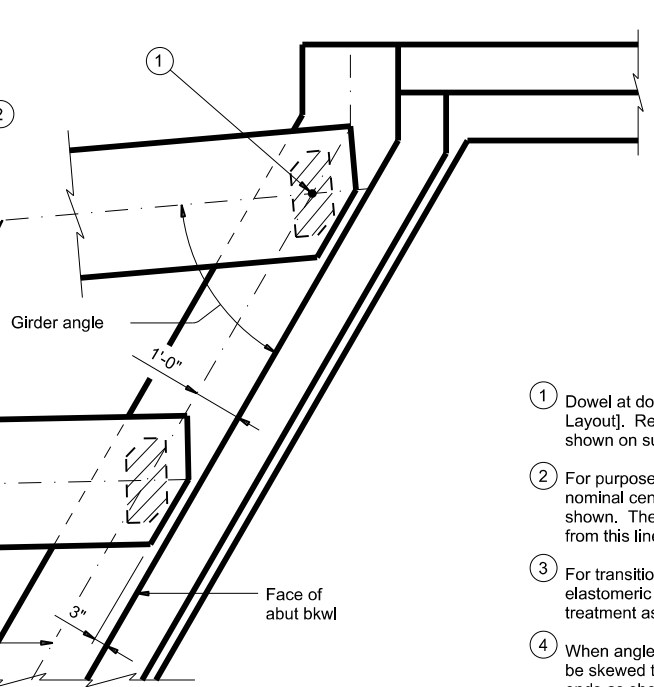 1
2
Girder angle
1'-0"
3"
Face of
abut bkwl
1 Dowel at do
Layout]. Re
shown on su
2 For purpose
nominal cen
shown. The
from this line
3 For transitio
elastomeric
treatment as
4 When angle
be skewed t
ends as sho